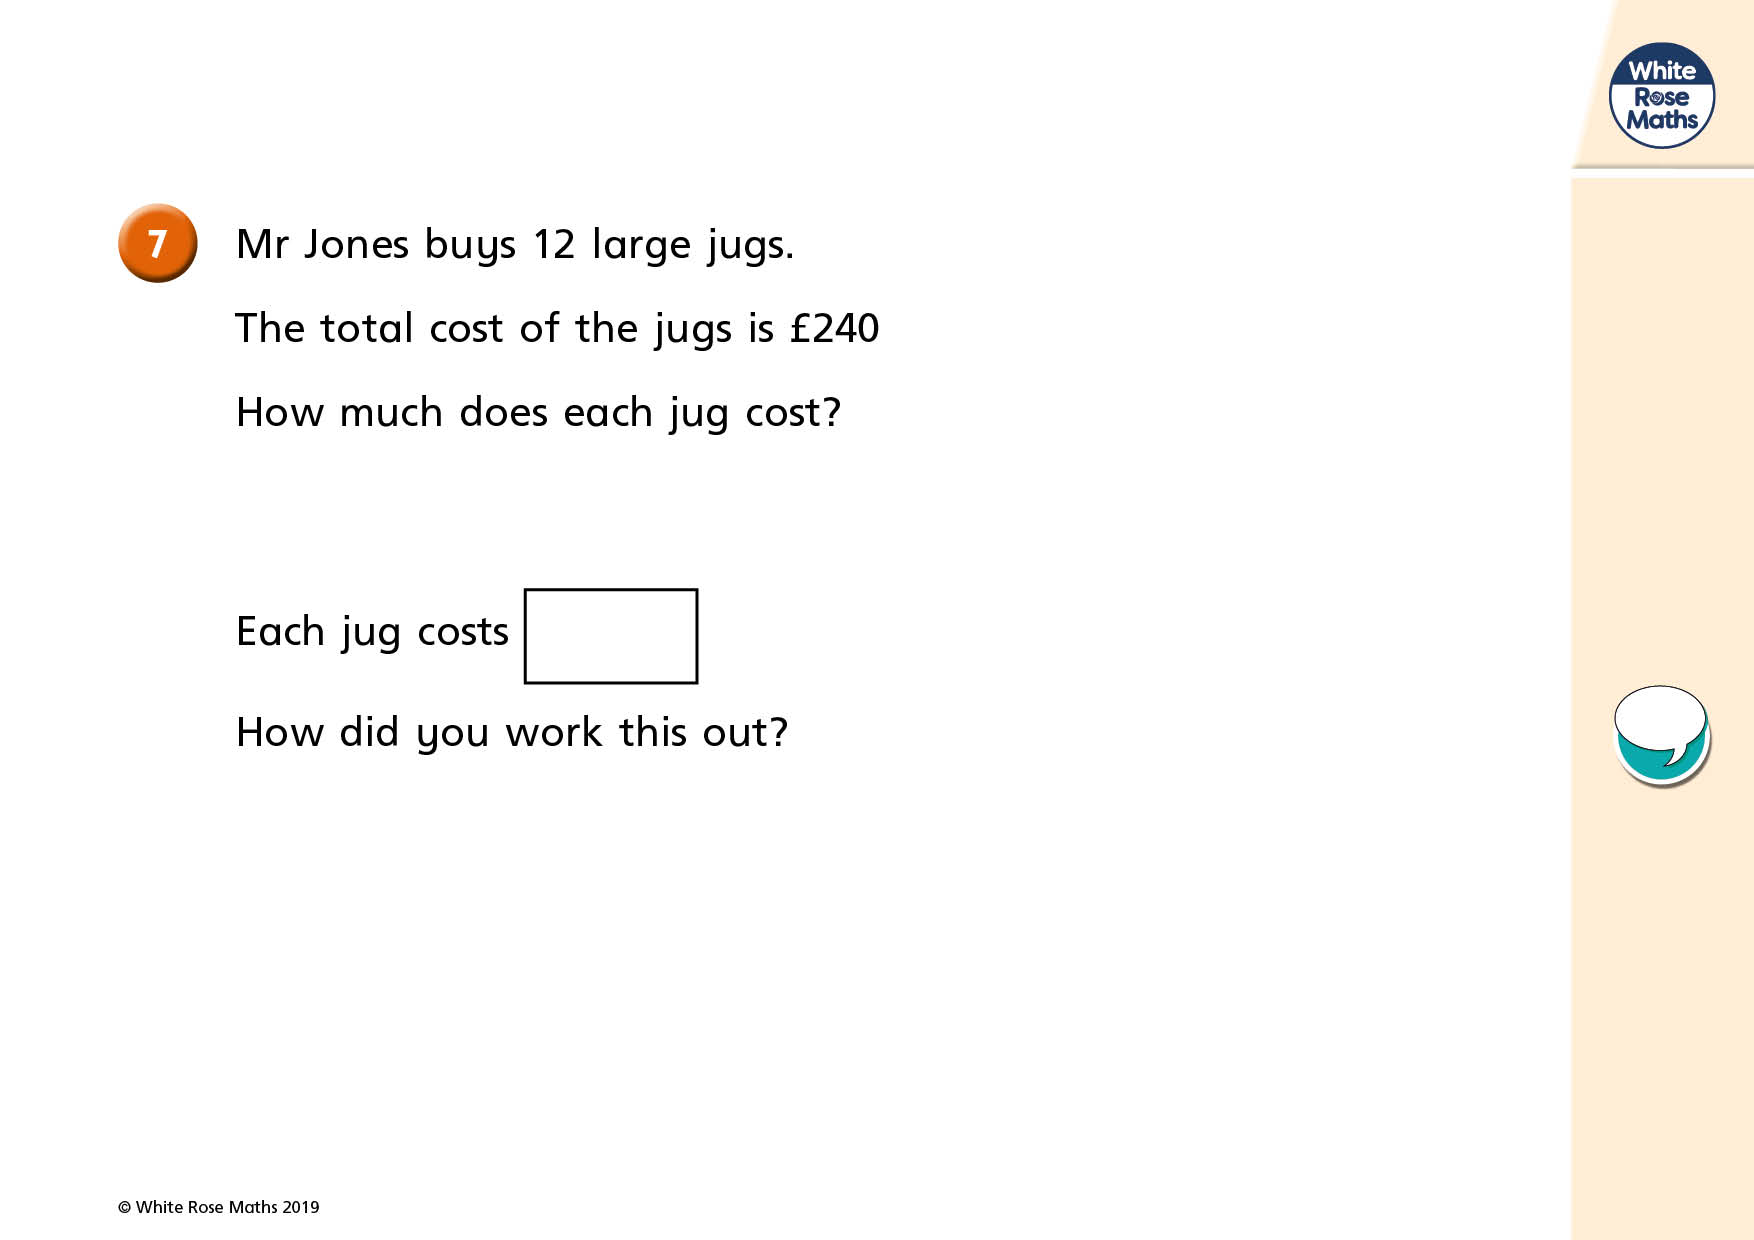 White
Rose
Maths
7 Mr Jones buys 12 large jugs.
The total cost of the jugs is £240
How much does each jug cost?
Each jug costs
How did you work this out?
© White Rose Maths 2019